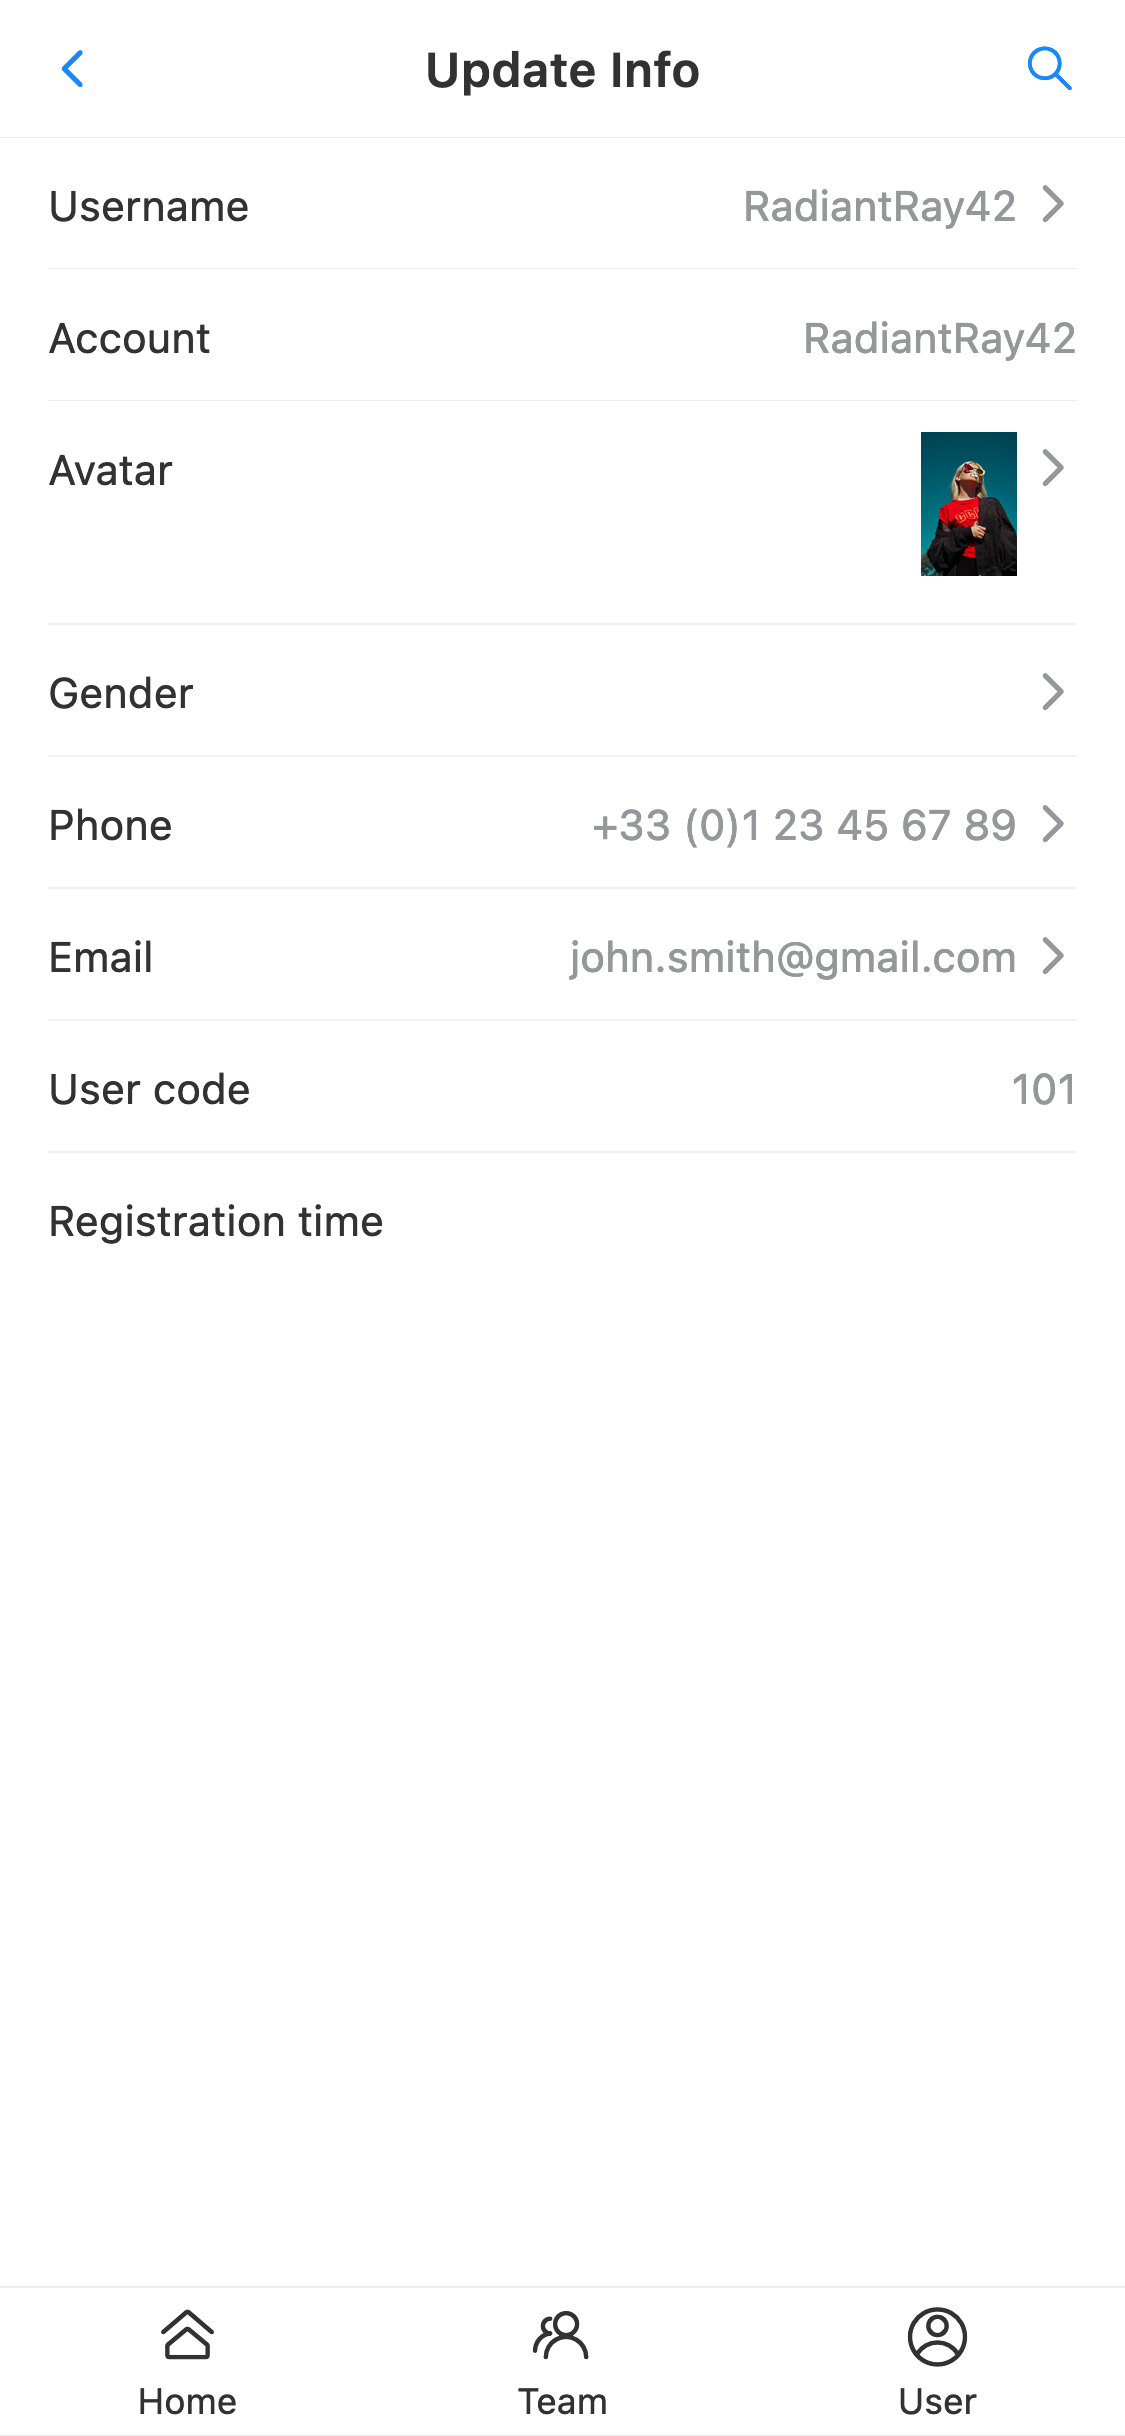 Update Info
Username RadiantRay42
Account RadiantRay42
Avatar
Gender
Phone +33 (0)1 23 45 67 89
Email john.smith@gmail.com
User code 101
Registration time
Home Team User